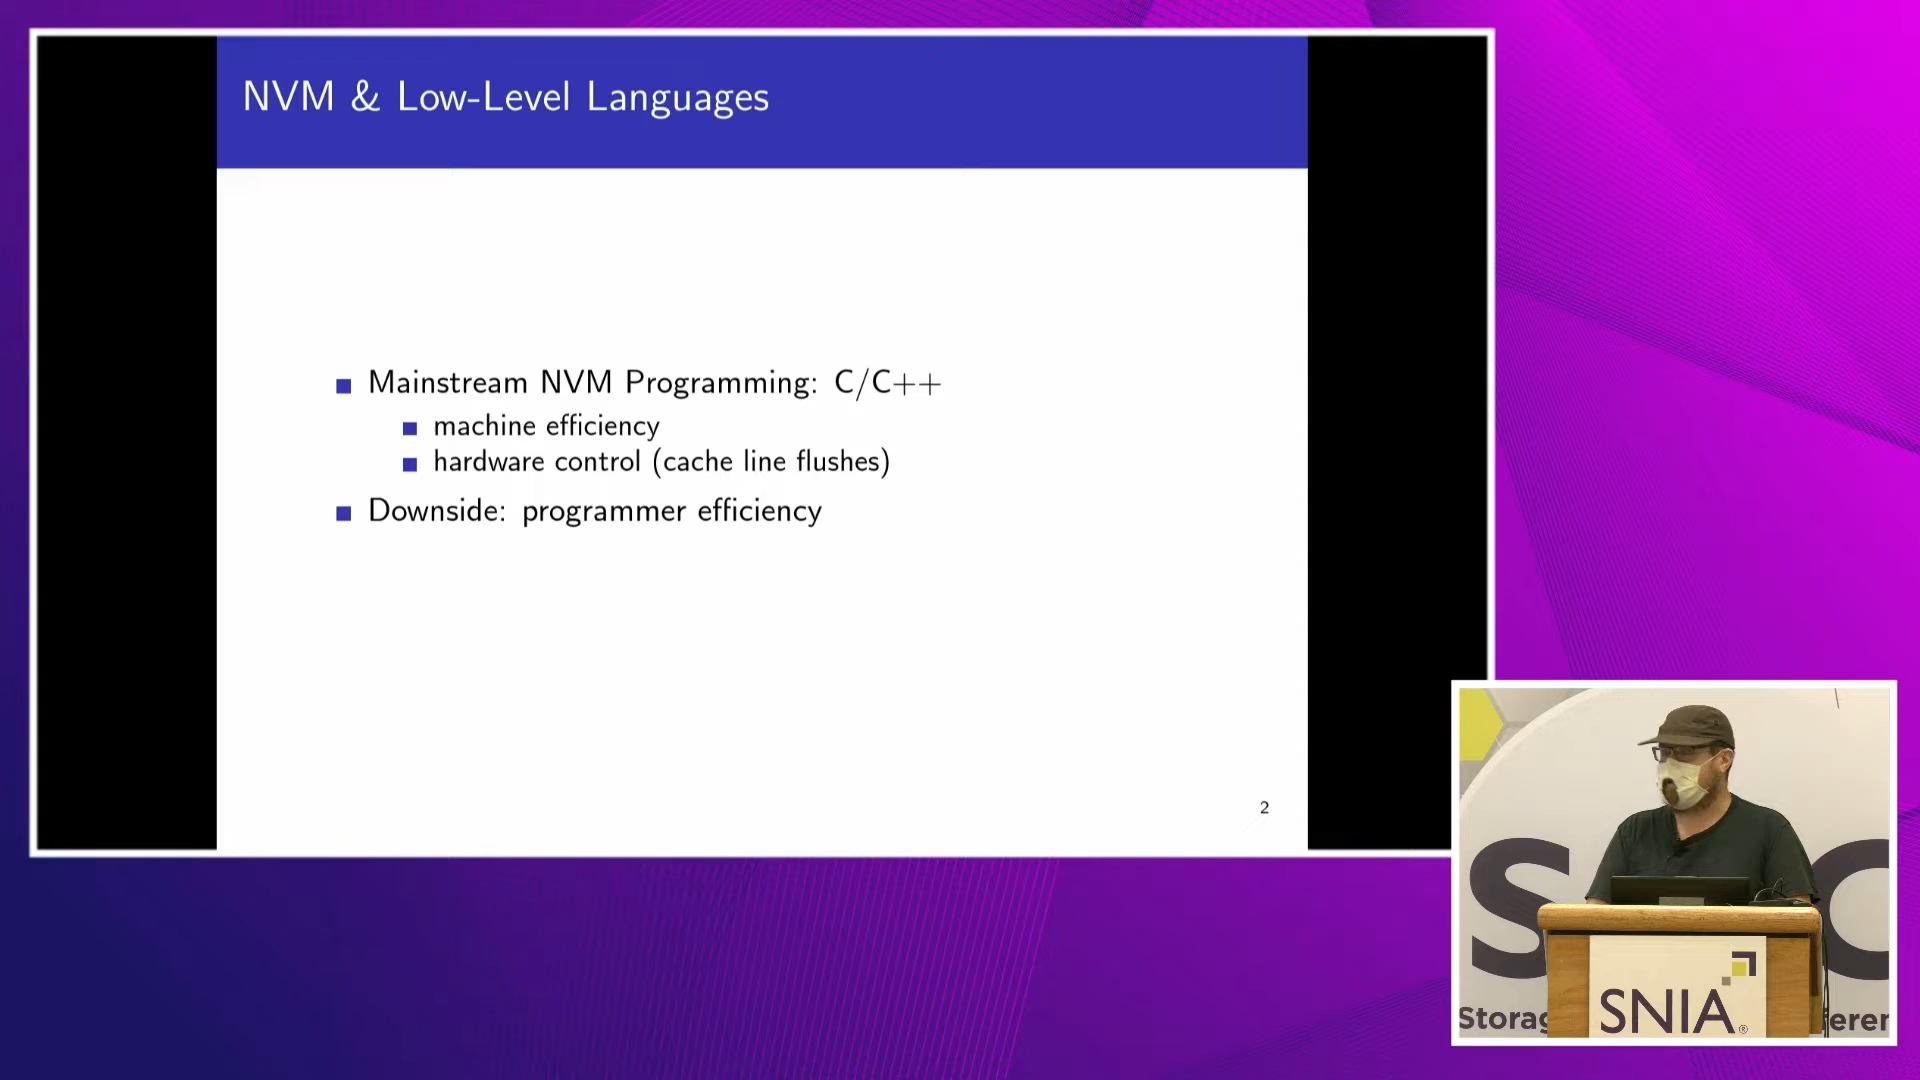 NVM & Low-Level Languages
Mainstream NVM Programming: C/C++
machine efficiency
hardware control (cache line flushes)
Downside: programmer efficiency
2
S
C
SNIA®